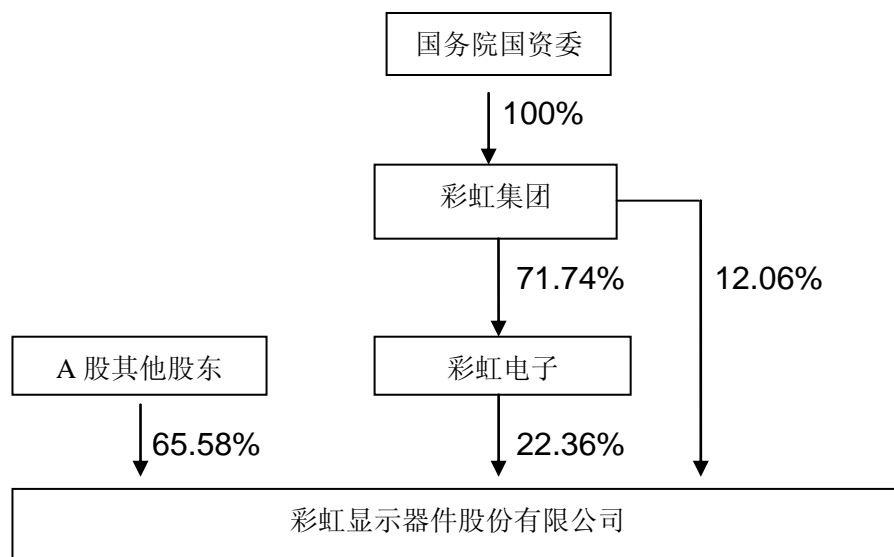 国务院国资委
100%
彩虹集团
71.74%
12.06%
A 股其他股东
彩虹电子
65.58%
22.36%
彩虹显示器件股份有限公司